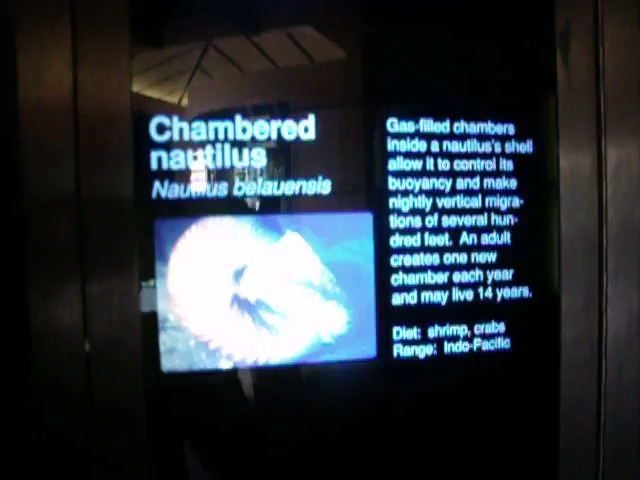 Chambered
nautilus
Nautilus belauensis
Gas-filled chambers
inside a nautilus's shell
allow it to control its
buoyancy and make
nightly vertical migra-
tions of several hun-
dred feet. An adult
creates one new
chamber each year
and may live 14 years.
Diet: shrimp, crabs
Range: Indo-Pacific